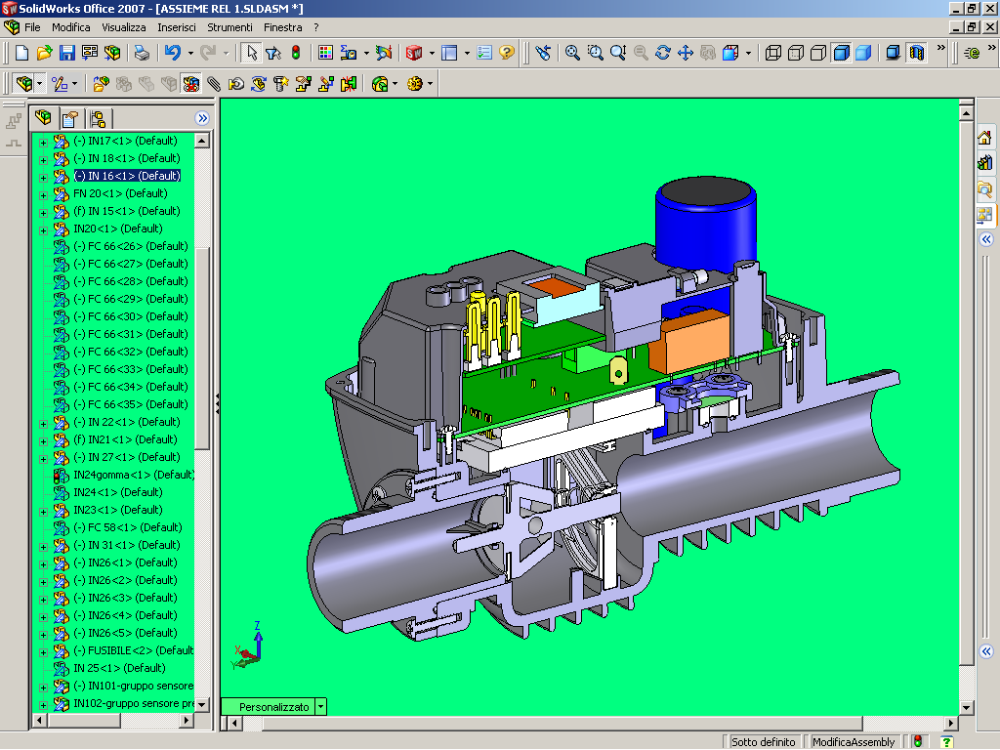 SolidWorks Office 2007 - [ASSIEME REL 1.SLDASM *]
File Modifica Visualizza Inserisci Strumenti Finestra ?
(-) IN17<1> (Default)
(-) IN 18<1> (Default)
(-) IN 16<1> (Default)
FN 20<1> (Default)
(f) IN 15<1> (Default)
IN20<1> (Default)
(-) FC 66<26> (Default)
(-) FC 66<27> (Default)
(-) FC 66<28> (Default)
(-) FC 66<29> (Default)
(-) FC 66<30> (Default)
(-) FC 66<31> (Default)
(-) FC 66<32> (Default)
(-) FC 66<33> (Default)
(-) FC 66<34> (Default)
(-) FC 66<35> (Default)
(-) IN 22<1> (Default)
(f) IN21<1> (Default)
(-) IN 27<1> (Default)
IN24gomma<1> (Default)
IN24<1> (Default)
IN23<1> (Default)
(-) FC 58<1> (Default)
(-) IN 31<1> (Default)
(-) IN26<1> (Default)
(-) IN26<2> (Default)
(-) IN26<3> (Default)
(-) IN26<4> (Default)
(-) IN26<5> (Default)
(-) FUSIBILE<2> (Default
IN 25<1> (Default)
(-) IN101-gruppo sensore
IN102-gruppo sensore pre
Z
X
Y
Personalizzato
Sotto definito ModificaAssembly ?